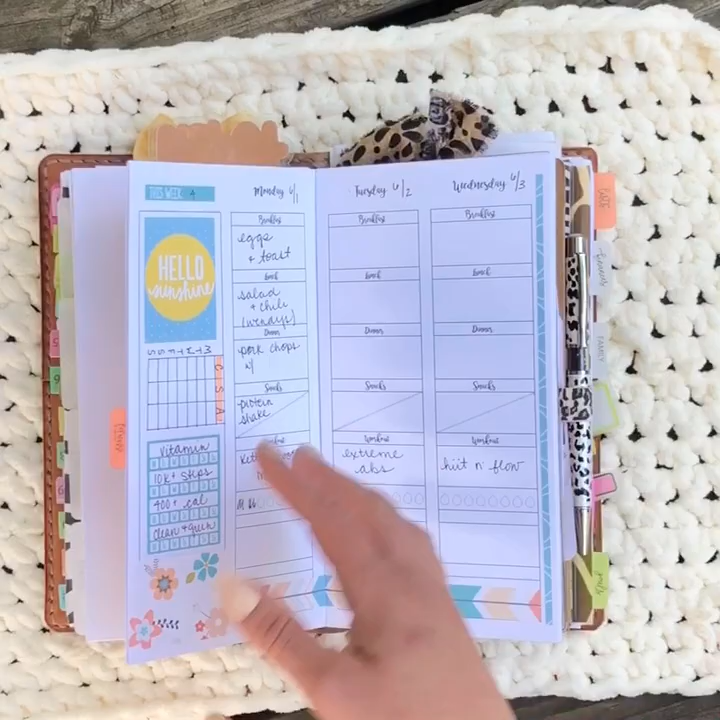 THIS WEEK 4
HELLO
sunshine
M T W T F S S
C
S
A
Vitamin
10k+ steps
400+ cal
clean + green
Monday 6/1
Breakfast
eggs
+ toast
Lunch
salad
+ chili
(wendys)
Dinner
pork chops
w/
Snacks
protein
shake
Tuesday 6/2
Breakfast
Lunch
Dinner
Snacks
Workout
extreme
abs
Wednesday 6/3
Breakfast
Lunch
Dinner
Snacks
Workout
hiit n' flow